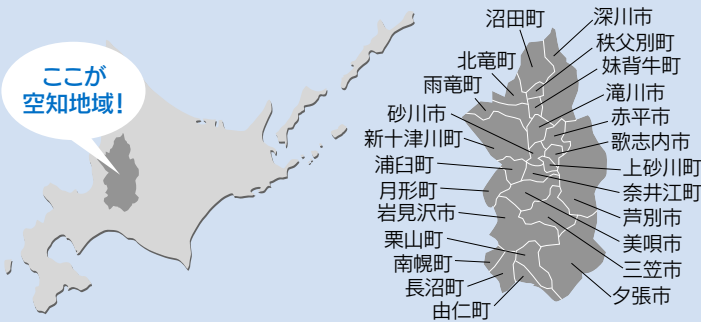 ここが
空知地域!
沼田町
北竜町
雨竜町
砂川市
新十津川町
浦臼町
月形町
岩見沢市
栗山町
南幌町
長沼町
由仁町
深川市
秩父別町
妹背牛町
滝川市
赤平市
歌志内市
上砂川町
奈井江町
芦別市
美唄市
三笠市
夕張市